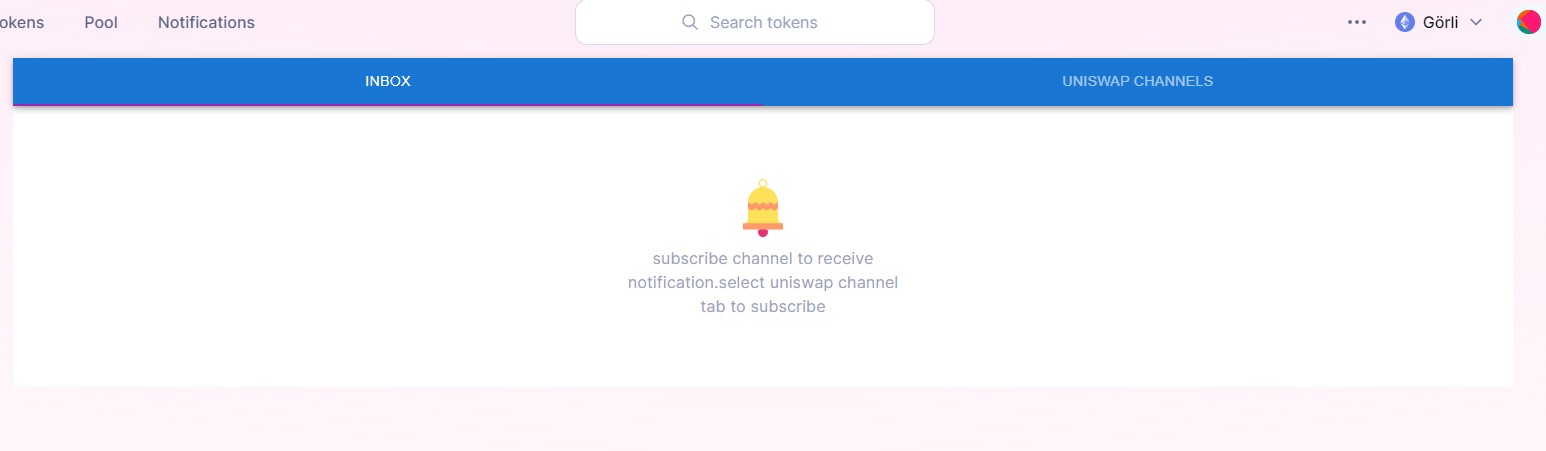 okens Pool Notifications Search tokens Görli
INBOX UNISWAP CHANNELS
subscribe channel to receive
notification.select uniswap channel
tab to subscribe